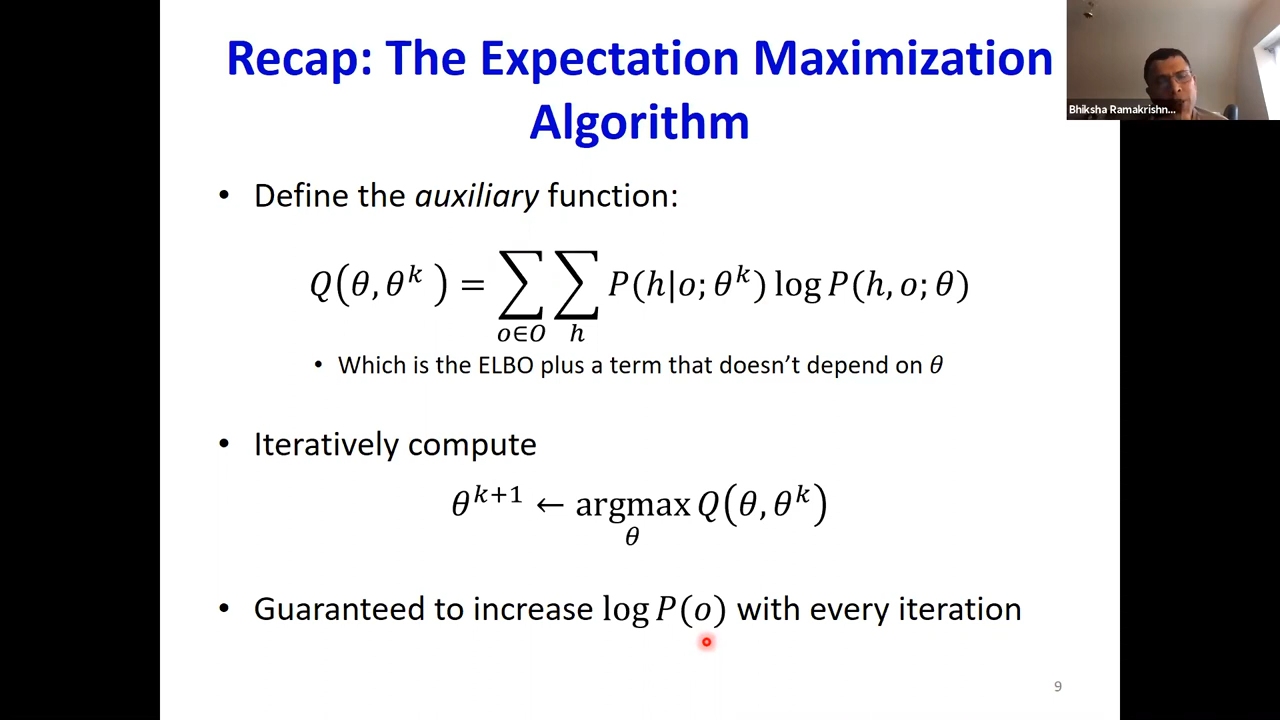 Recap: The Expectation Maximization
Algorithm
Bhiksha Ramakrishn...
• Define the auxiliary function:
Q(θ, θ^k) = ∑_{o∈O} ∑_h P(h|o; θ^k) log P(h, o; θ)
• Which is the ELBO plus a term that doesn't depend on θ
• Iteratively compute
θ^{k+1} ← argmax_θ Q(θ, θ^k)
• Guaranteed to increase log P(o) with every iteration
9